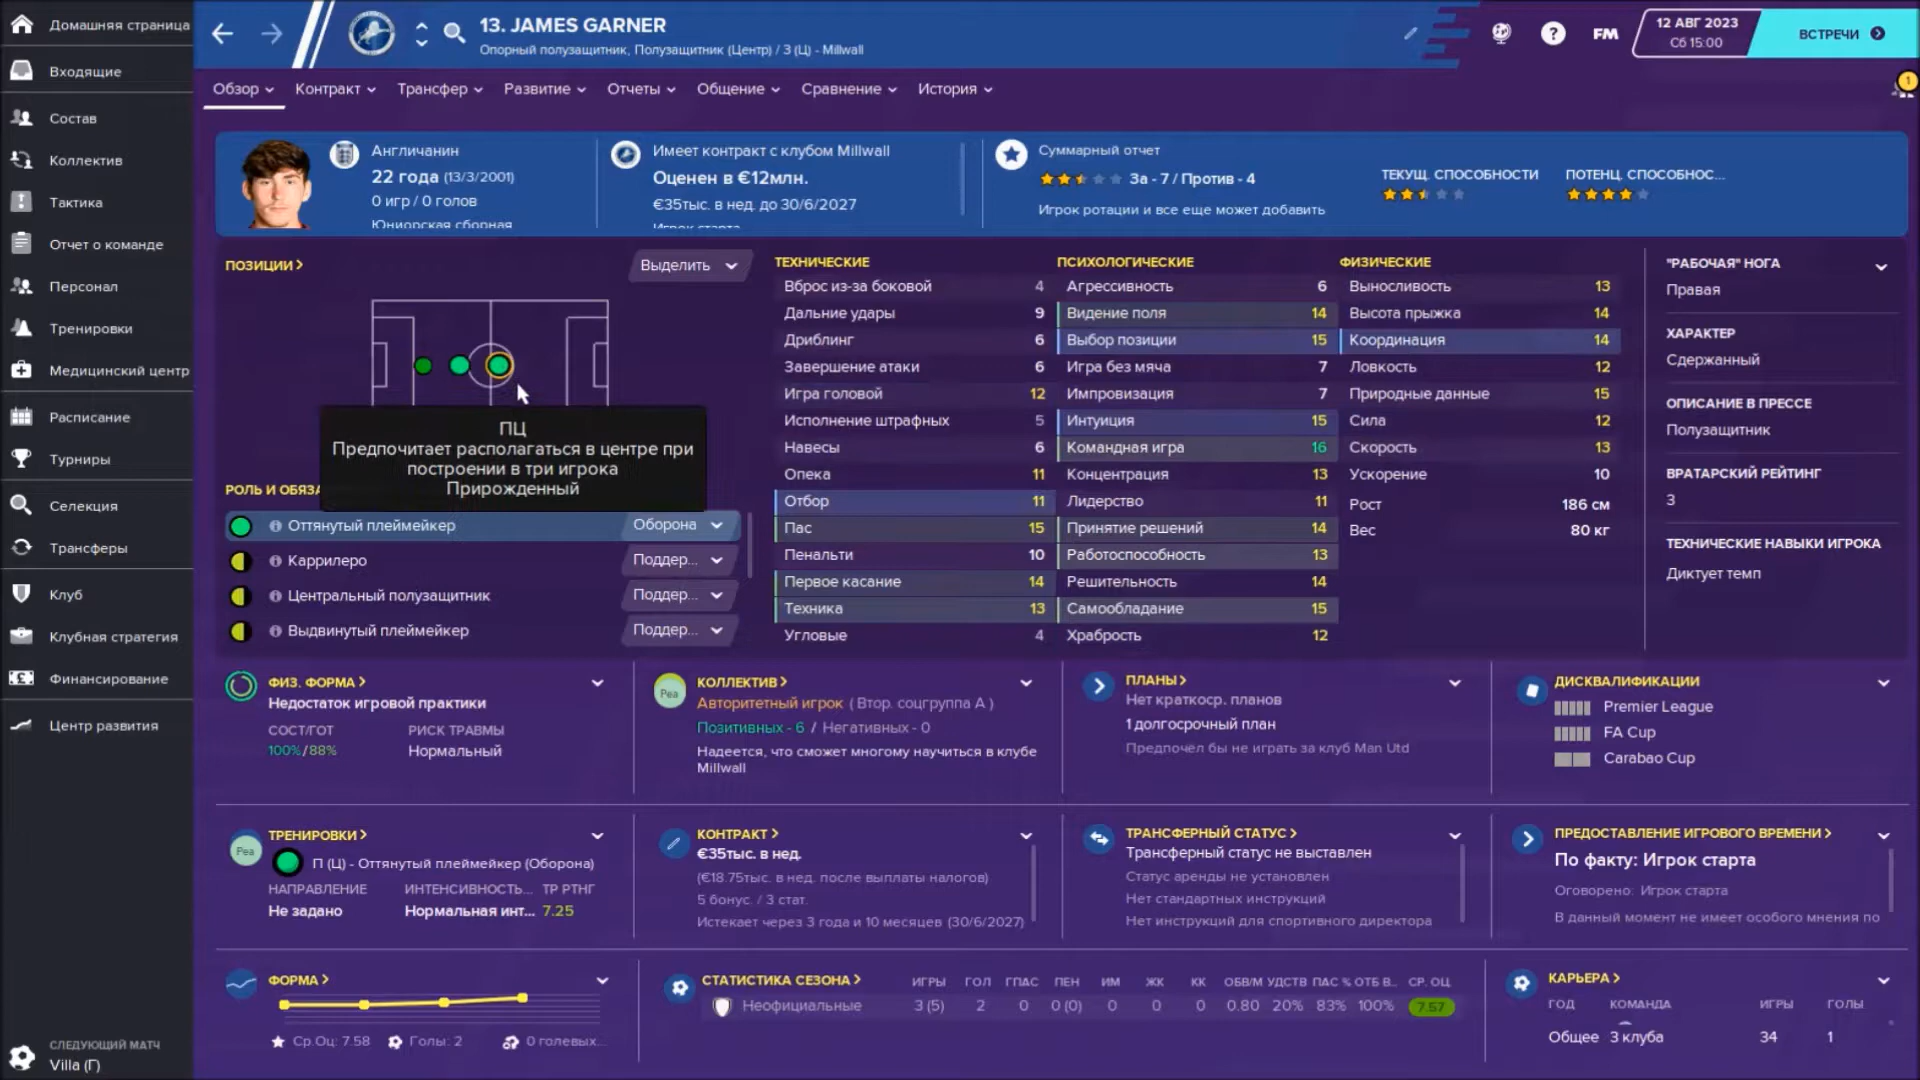 Домашняя страница
Входящие
Состав
Коллектив
Тактика
Отчет о команде
Персонал
Тренировки
Медицинский центр
Расписание
Турниры
Селекция
Трансферы
Клуб
Клубная стратегия
Финансирование
Центр развития
СЛЕДУЮЩИЙ МАТЧ
Villa (Г)
13. JAMES GARNER
Опорный полузащитник, Полузащитник (Центр) / 3 (Ц) - Millwall
FM
12 АВГ 2023
Сб 15:00
ВСТРЕЧИ
1
Обзор
Контракт
Трансфер
Развитие
Отчеты
Общение
Сравнение
История
Англичанин
22 года (13/3/2001)
0 игр / 0 голов
Юниорская сборная
Имеет контракт с клубом Millwall
Оценен в €12млн.
€35тыс. в нед. до 30/6/2027
Игрок старта
Суммарный отчет
За - 7 / Против - 4
Игрок ротации и все еще может добавить
ТЕКУЩ. СПОСОБНОСТИ
ПОТЕНЦ. СПОСОБНОС...
ПОЗИЦИИ
Выделить
ПЦ
Предпочитает располагаться в центре при
построении в три игрока
Прирожденный
РОЛЬ И ОБЯЗА
Оттянутый плеймейкер Оборона
Каррилеро Поддер...
Центральный полузащитник Поддер...
Выдвинутый плеймейкер Поддер...
ТЕХНИЧЕСКИЕ
Вброс из-за боковой 4
Дальние удары 9
Дриблинг 6
Завершение атаки 6
Игра головой 12
Исполнение штрафных 5
Навесы 6
Опека 11
Отбор 11
Пас 15
Пенальти 10
Первое касание 14
Техника 13
Угловые 4
ПСИХОЛОГИЧЕСКИЕ
Агрессивность 6
Видение поля 14
Выбор позиции 15
Игра без мяча 7
Импровизация 7
Интуиция 15
Командная игра 16
Концентрация 13
Лидерство 11
Принятие решений 14
Работоспособность 13
Решительность 14
Самообладание 15
Храбрость 12
ФИЗИЧЕСКИЕ
Выносливость 13
Высота прыжка 14
Координация 14
Ловкость 12
Природные данные 15
Сила 12
Скорость 13
Ускорение 10
Рост 186 см
Вес 80 кг
"РАБОЧАЯ" НОГА
Правая
ХАРАКТЕР
Сдержанный
ОПИСАНИЕ В ПРЕССЕ
Полузащитник
ВРАТАРСКИЙ РЕЙТИНГ
3
ТЕХНИЧЕСКИЕ НАВЫКИ ИГРОКА
Диктует темп
ФИЗ. ФОРМА
Недостаток игровой практики
СОСТ/ГОТ РИСК ТРАВМЫ
100%/88% Нормальный
Реа
КОЛЛЕКТИВ
Авторитетный игрок ( Втор. соцгруппа А )
Позитивных - 6 / Негативных - 0
Надеется, что сможет многому научиться в клубе
Millwall
ПЛАНЫ
Нет краткоср. планов
1 долгосрочный план
Предпочел бы не играть за клуб Man Utd
ДИСКВАЛИФИКАЦИИ
Premier League
FA Cup
Carabao Cup
Реа
ТРЕНИРОВКИ
П (Ц) - Оттянутый плеймейкер (Оборона)
НАПРАВЛЕНИЕ ИНТЕНСИВНОСТЬ... ТР РТНГ
Не задано Нормальная инт... 7.25
КОНТРАКТ
€35тыс. в нед.
(€18.75тыс. в нед. после выплаты налогов)
5 бонус. / 3 стат.
Истекает через 3 года и 10 месяцев (30/6/2027)
ТРАНСФЕРНЫЙ СТАТУС
Трансферный статус не выставлен
Статус аренды не установлен
Нет стандартных инструкций
Нет инструкций для спортивного директора
ПРЕДОСТАВЛЕНИЕ ИГРОВОГО ВРЕМЕНИ
По факту: Игрок старта
Оговорено: Игрок старта
В данный момент не имеет особого мнения по
ФОРМА
Ср.Оц: 7.58 Голы: 2 0 голевых...
СТАТИСТИКА СЕЗОНА ИГРЫ ГОЛ ГПАС ПЕН ИМ ЖК КК ОБВ/М УДСТВ ПАС % ОТБ В... СР. ОЦ
Неофициальные 3 (5) 2 0 0 (0) 0 0 0 0.80 20% 83% 100% 7.57
КАРЬЕРА
ГОД КОМАНДА ИГРЫ ГОЛЫ
Общее 3 клуба 34 1